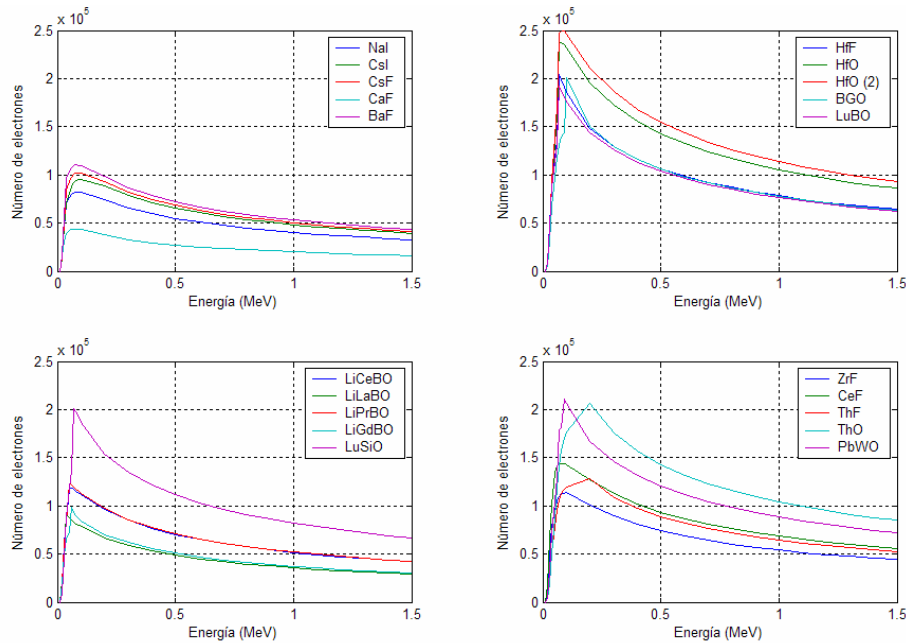 x 10^5
2.5
2
1.5
1
0.5
0
0
0.5
1
1.5
Número de electrones
Energía (MeV)
NaI
CsI
CsF
CaF
BaF
x 10^5
2.5
2
1.5
1
0.5
0
0
0.5
1
1.5
Número de electrones
Energía (MeV)
HfF
HfO
HfO (2)
BGO
LuBO
x 10^5
2.5
2
1.5
1
0.5
0
0
0.5
1
1.5
Número de electrones
Energía (MeV)
LiCeBO
LiLaBO
LiPrBO
LiGdBO
LuSiO
x 10^5
2.5
2
1.5
1
0.5
0
0
0.5
1
1.5
Número de electrones
Energía (MeV)
ZrF
CeF
ThF
ThO
PbWO